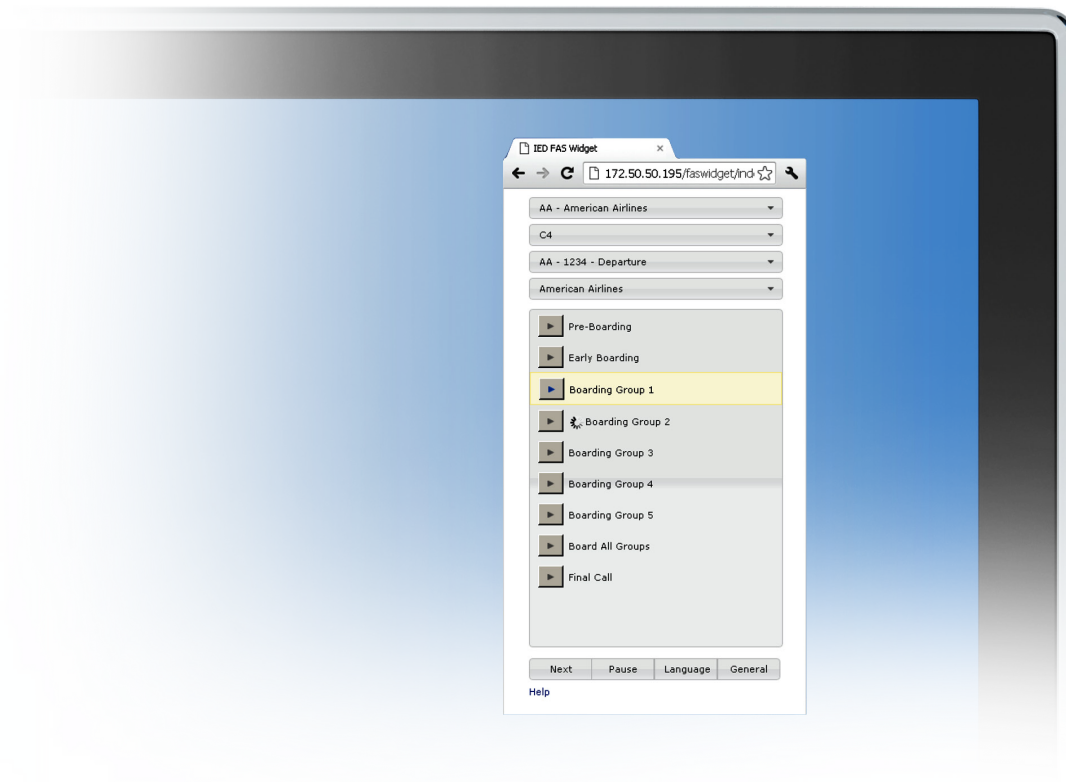 IED FAS Widget
172.50.50.195/faswidget/ind
AA - American Airlines
C4
AA - 1234 - Departure
American Airlines
Pre-Boarding
Early Boarding
Boarding Group 1
Boarding Group 2
Boarding Group 3
Boarding Group 4
Boarding Group 5
Board All Groups
Final Call
Next Pause Language General
Help